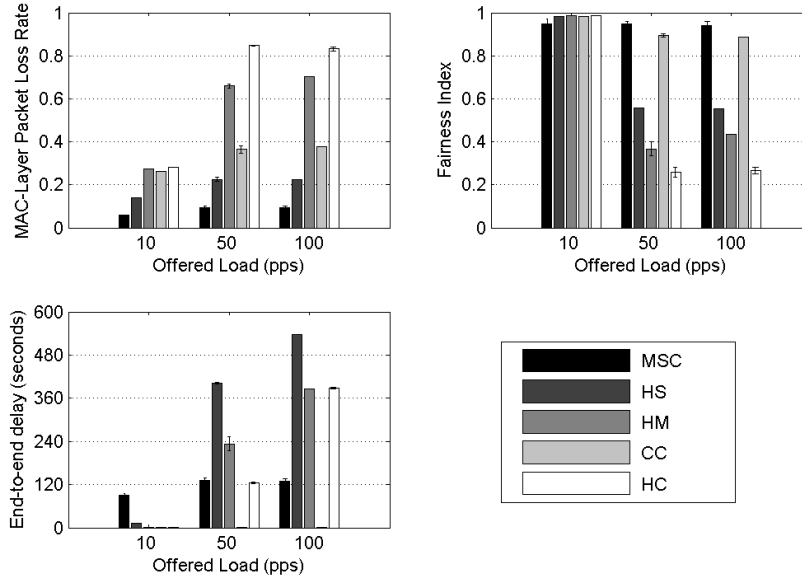 MAC-Layer Packet Loss Rate
1
0.8
0.6
0.4
0.2
0
10 50 100
Offered Load (pps)
Fairness Index
1
0.8
0.6
0.4
0.2
0
10 50 100
Offered Load (pps)
End-to-end delay (seconds)
600
480
360
240
120
0
10 50 100
Offered Load (pps)
MSC
HS
HM
CC
HC